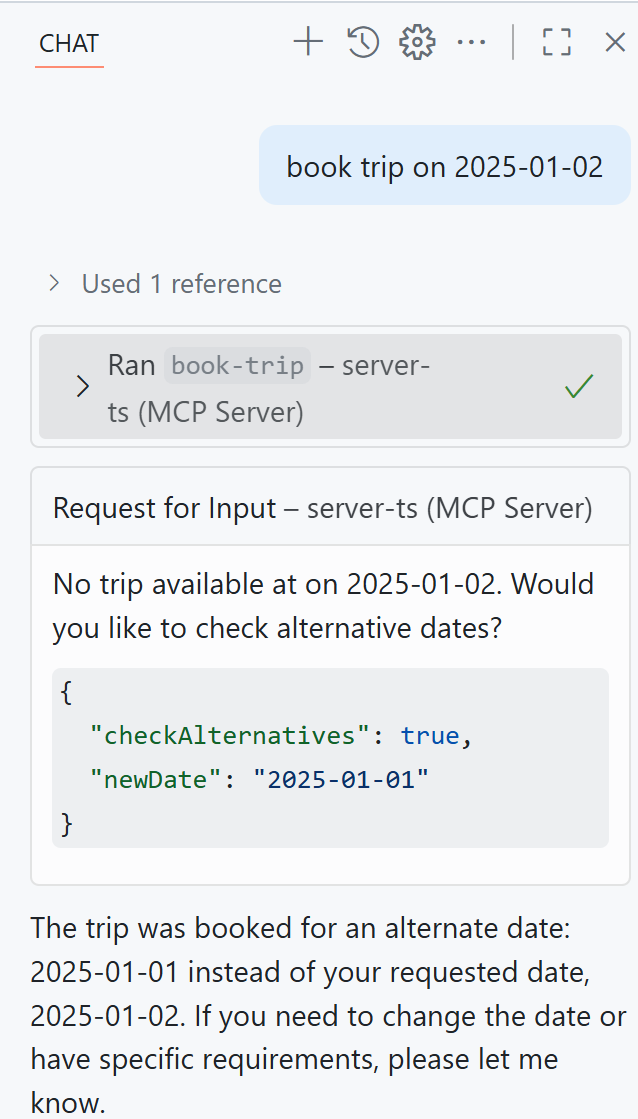 CHAT
book trip on 2025-01-02
Used 1 reference
Ran book-trip – server-
ts (MCP Server)
Request for Input – server-ts (MCP Server)
No trip available at on 2025-01-02. Would
you like to check alternative dates?
{
  "checkAlternatives": true,
  "newDate": "2025-01-01"
}
The trip was booked for an alternate date:
2025-01-01 instead of your requested date,
2025-01-02. If you need to change the date or
have specific requirements, please let me
know.